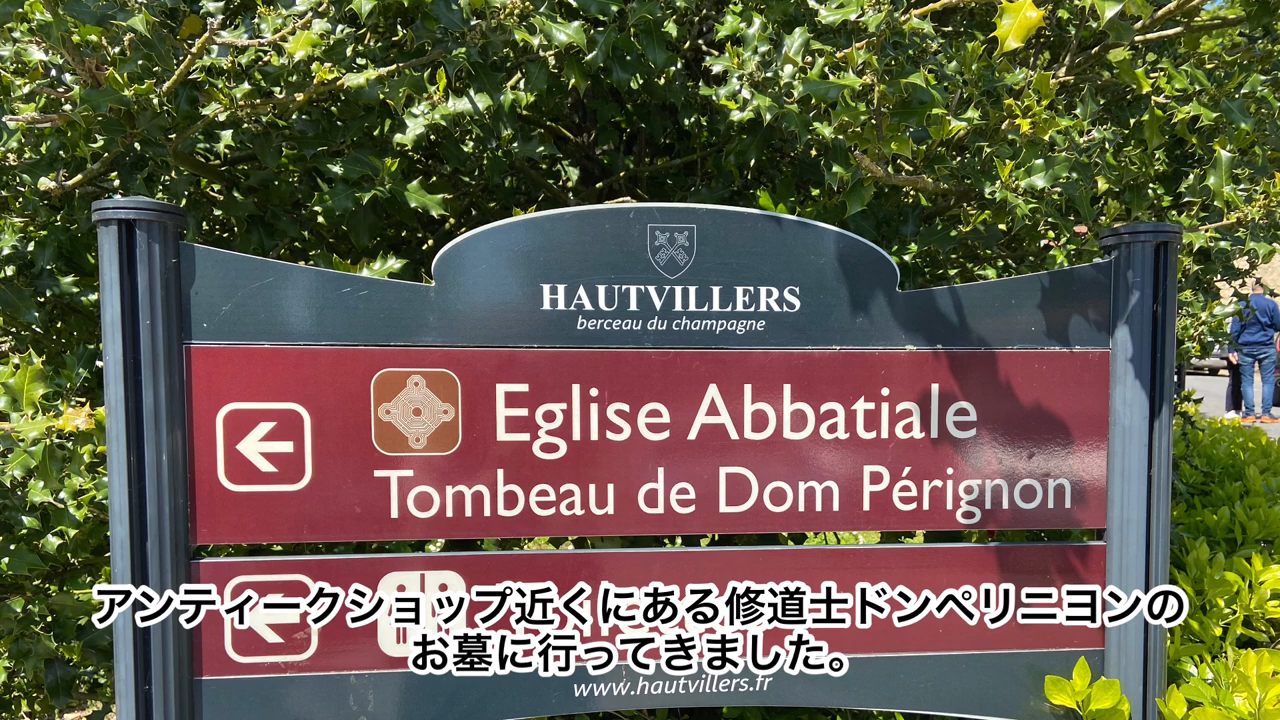 HAUTVILLERS
berceau du champagne
Eglise Abbatiale
Tombeau de Dom Pérignon
アンティークショップ近くにある修道士ドンペリニヨンの
お墓に行ってきました。
www.hautvillers.fr